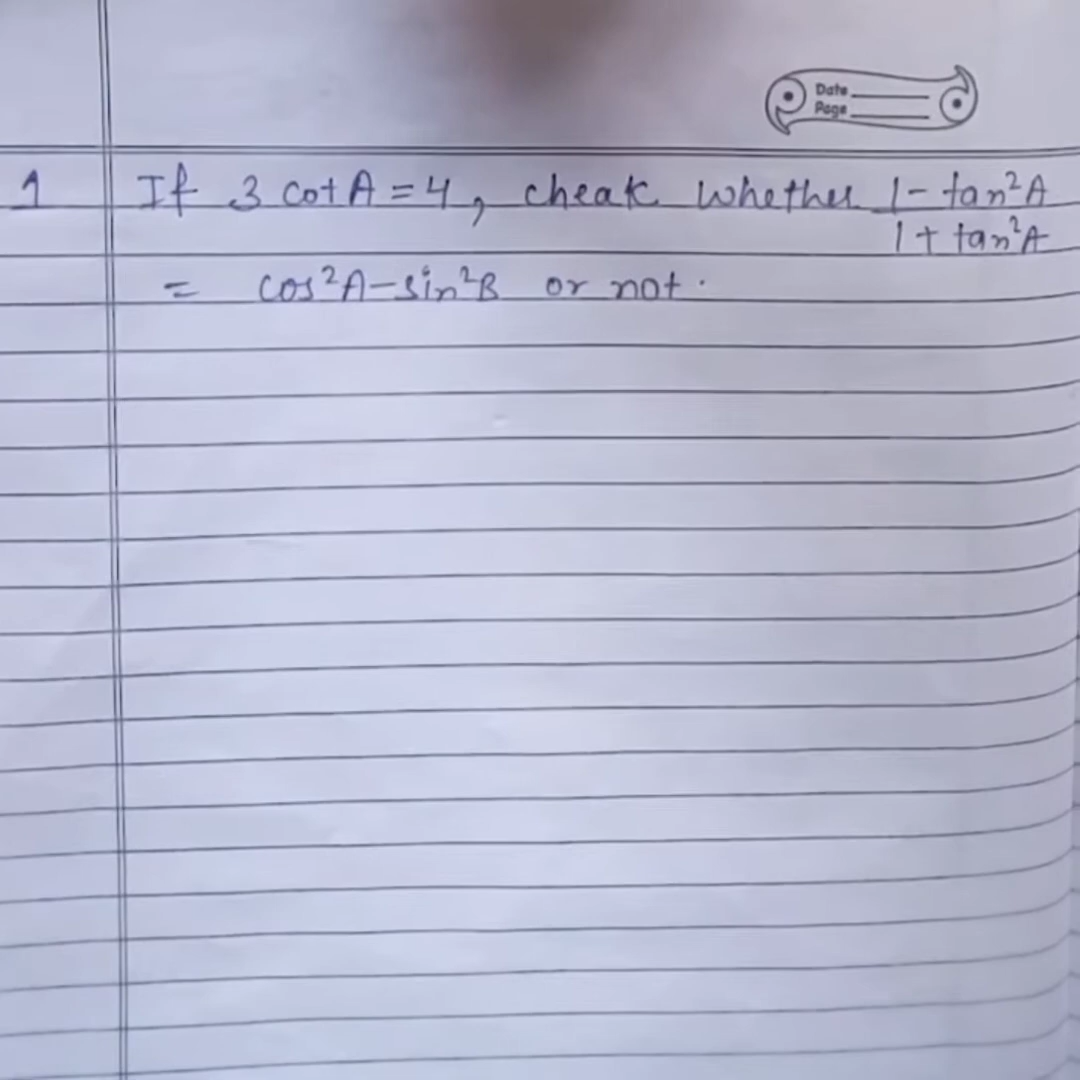 Date
Page
1 If 3 cot A = 4, cheak whether 1 - tan²A
1 + tan²A
= cos²A - sin²B or not.